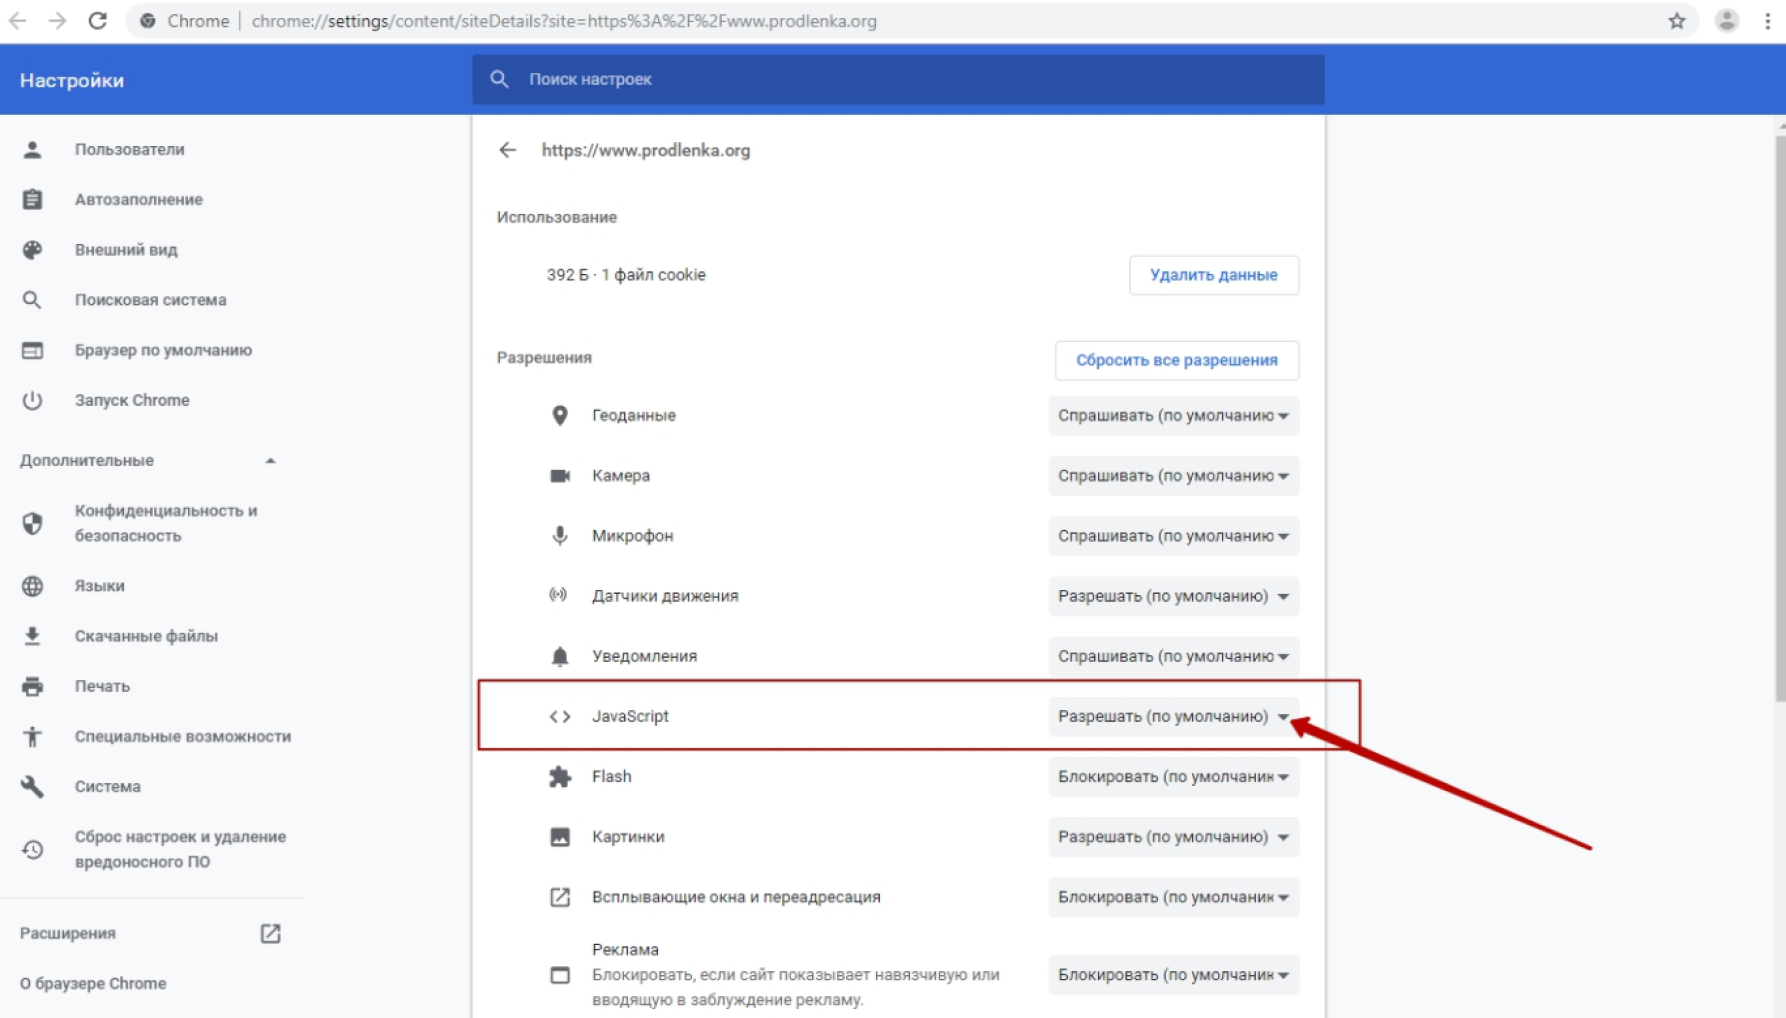 Chrome | chrome://settings/content/siteDetails?site=https%3A%2F%2Fwww.prodlenka.org
Настройки
Поиск настроек
Пользователи
Автозаполнение
Внешний вид
Поисковая система
Браузер по умолчанию
Запуск Chrome
Дополнительные
Конфиденциальность и
безопасность
Языки
Скачанные файлы
Печать
Специальные возможности
Система
Сброс настроек и удаление
вредоносного ПО
Расширения
О браузере Chrome
https://www.prodlenka.org
Использование
392 Б · 1 файл cookie
Удалить данные
Разрешения
Сбросить все разрешения
Геоданные
Спрашивать (по умолчанию
Камера
Спрашивать (по умолчанию
Микрофон
Спрашивать (по умолчанию
Датчики движения
Разрешать (по умолчанию)
Уведомления
Спрашивать (по умолчанию
JavaScript
Разрешать (по умолчанию)
Flash
Блокировать (по умолчани
Картинки
Разрешать (по умолчанию)
Всплывающие окна и переадресация
Блокировать (по умолчани
Реклама
Блокировать, если сайт показывает навязчивую или
вводящую в заблуждение рекламу.
Блокировать (по умолчани